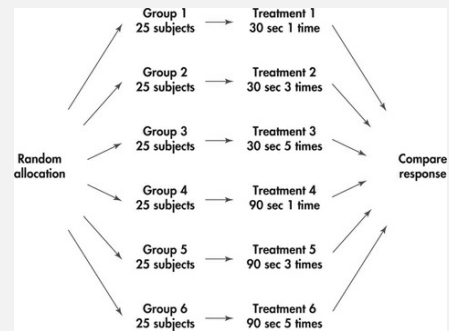 Group 1
25 subjects
Treatment 1
30 sec 1 time
Group 2
25 subjects
Treatment 2
30 sec 3 times
Group 3
25 subjects
Treatment 3
30 sec 5 times
Random
allocation
Compare
response
Group 4
25 subjects
Treatment 4
90 sec 1 time
Group 5
25 subjects
Treatment 5
90 sec 3 times
Group 6
25 subjects
Treatment 6
90 sec 5 times